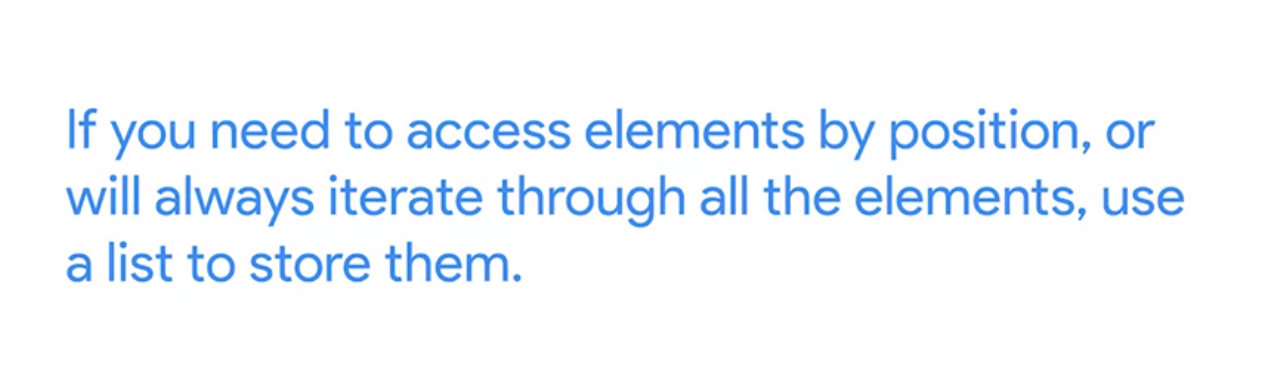 If you need to access elements by position, or
will always iterate through all the elements, use
a list to store them.